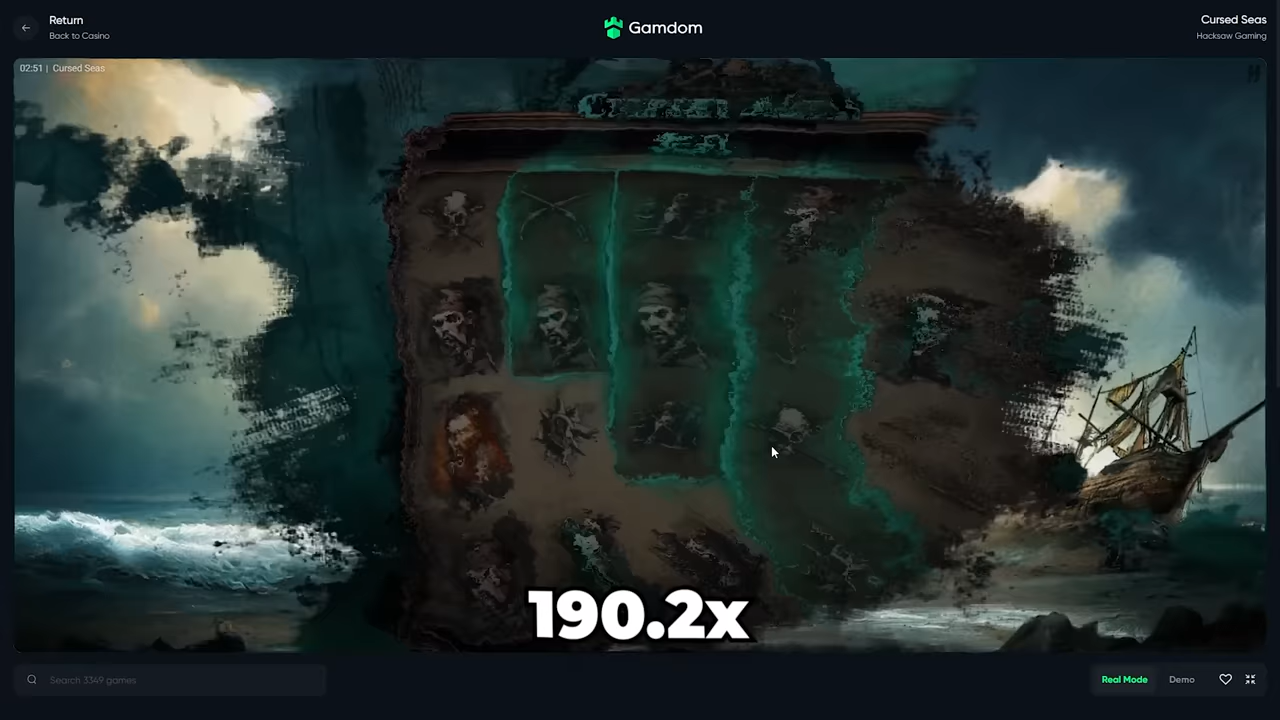 Return
Back to Casino
Gamdom
Cursed Seas
Hacksaw Gaming
02:51 | Cursed Seas
190.2x
Search 3349 games
Real Mode
Demo